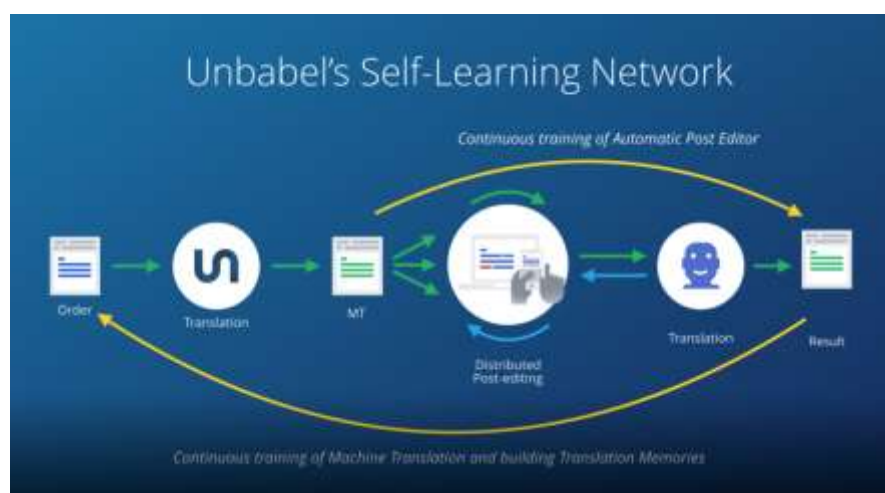 Unbabel's Self-Learning Network
Continuous training of Automatic Post Editor
Order
Translation
MT
Distributed
Post-editing
Translation
Result
Continuous training of Machine Translation and building Translation Memories